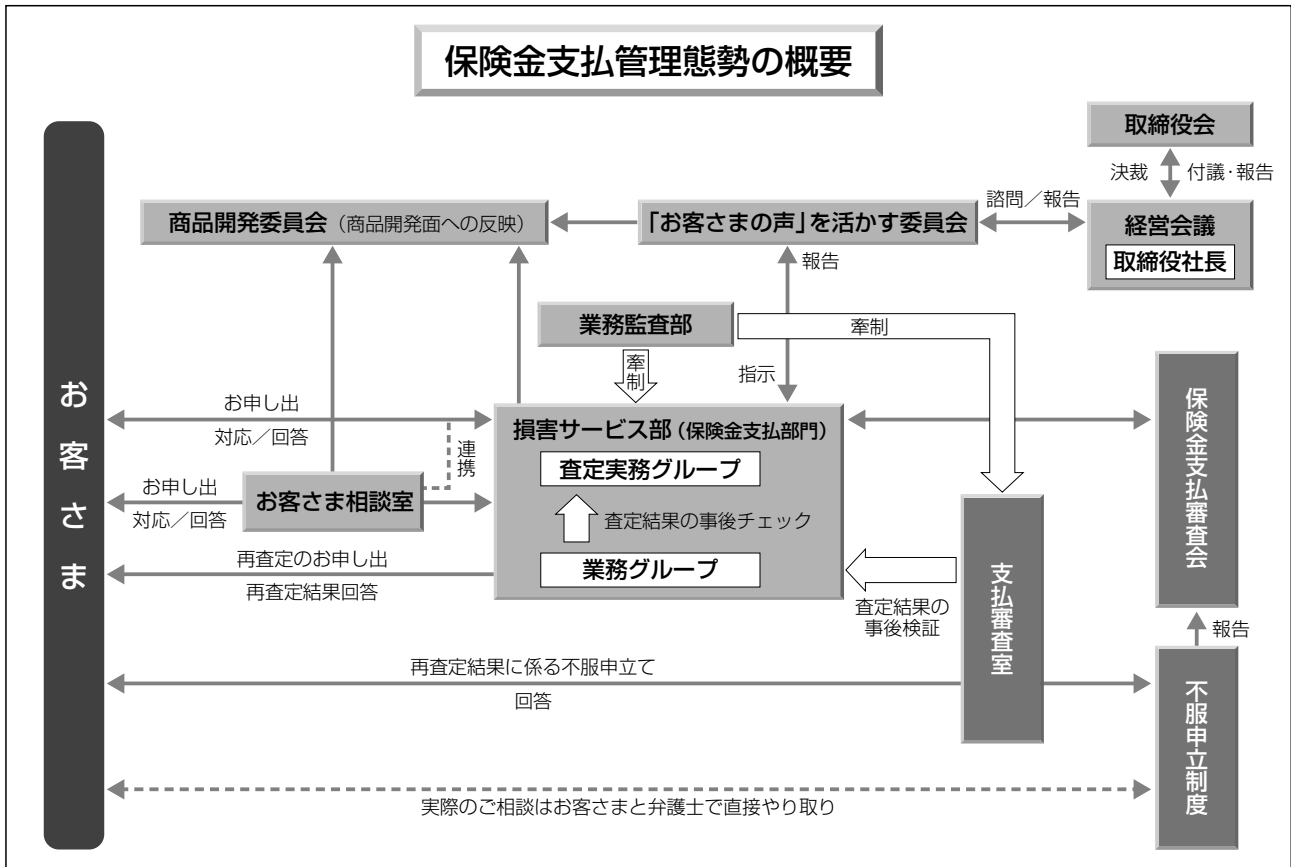 保険金支払管理態勢の概要
取締役会
決裁
付議・報告
諮問／報告
経営会議
取締役社長
商品開発委員会（商品開発面への反映）
「お客さまの声」を活かす委員会
報告
業務監査部
牽制
牽制
指示
お客さま
お申し出
対応／回答
連携
損害サービス部（保険金支払部門）
査定実務グループ
査定結果の事後チェック
業務グループ
お申し出
対応／回答
お客さま相談室
再査定のお申し出
再査定結果回答
査定結果の
事後検証
支払審査室
保険金支払審査会
報告
再査定結果に係る不服申立て
回答
不服申立制度
実際のご相談はお客さまと弁護士で直接やり取り